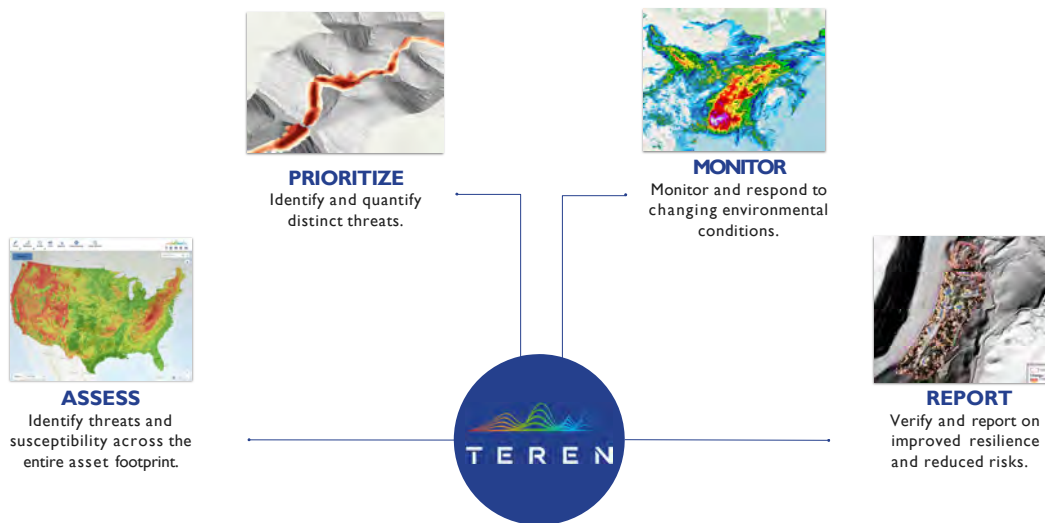 PRIORITIZE
Identify and quantify
distinct threats.
MONITOR
Monitor and respond to
changing environmental
conditions.
ASSESS
Identify threats and
susceptibility across the
entire asset footprint.
TEREN
REPORT
Verify and report on
improved resilience
and reduced risks.